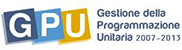 GPU Gestione della
Programmazione
Unitaria 2007-2013